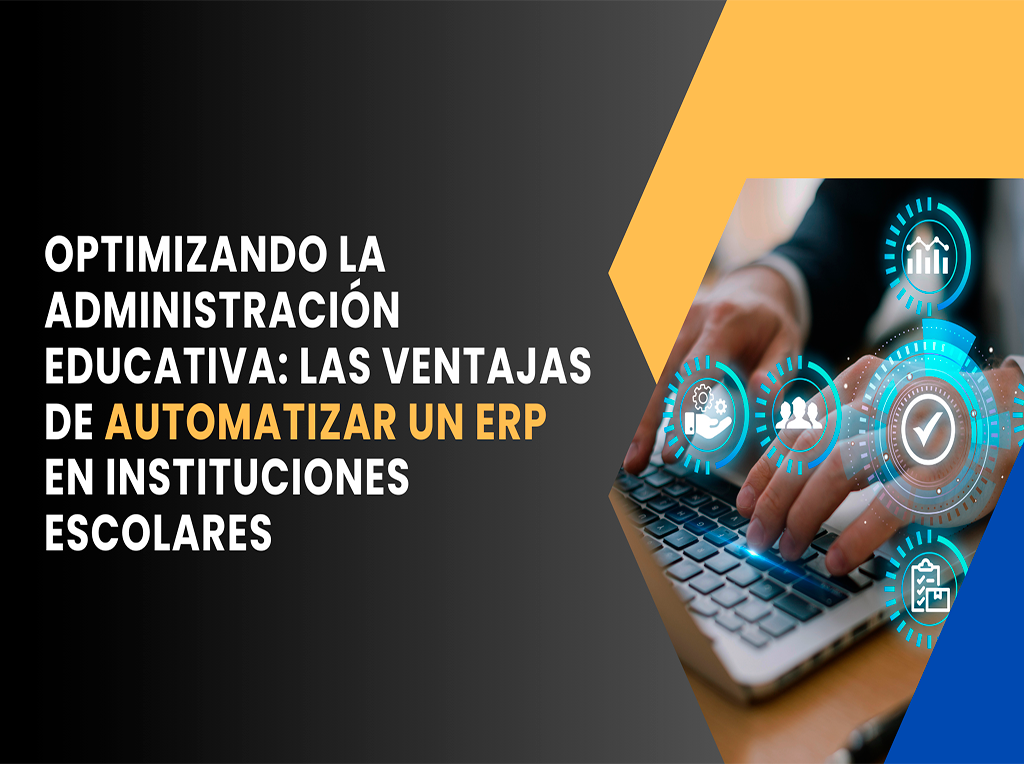 OPTIMIZANDO LA
ADMINISTRACIÓN
EDUCATIVA: LAS VENTAJAS
DE AUTOMATIZAR UN ERP
EN INSTITUCIONES
ESCOLARES